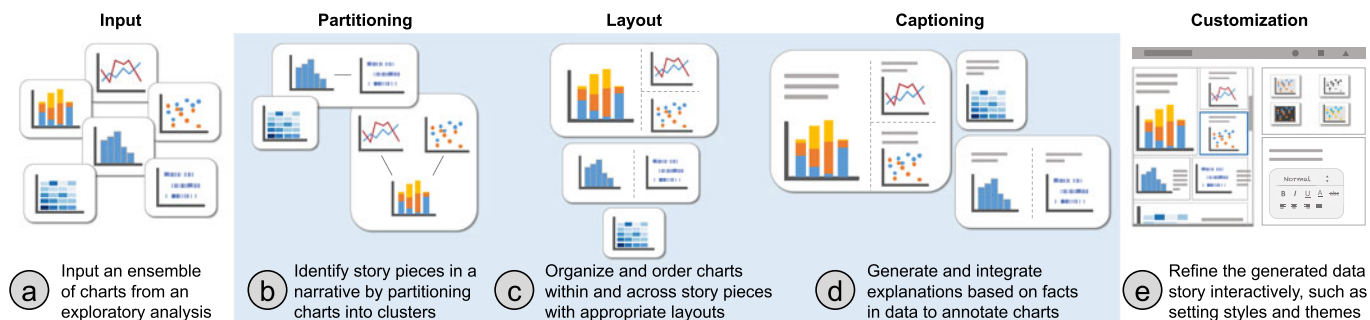 Input
Partitioning
Layout
Captioning
Customization
Normal
B I U A abc
a
Input an ensemble
of charts from an
exploratory analysis
b
Identify story pieces in a
narrative by partitioning
charts into clusters
c
Organize and order charts
within and across story pieces
with appropriate layouts
d
Generate and integrate
explanations based on facts
in data to annotate charts
e
Refine the generated data
story interactively, such as
setting styles and themes